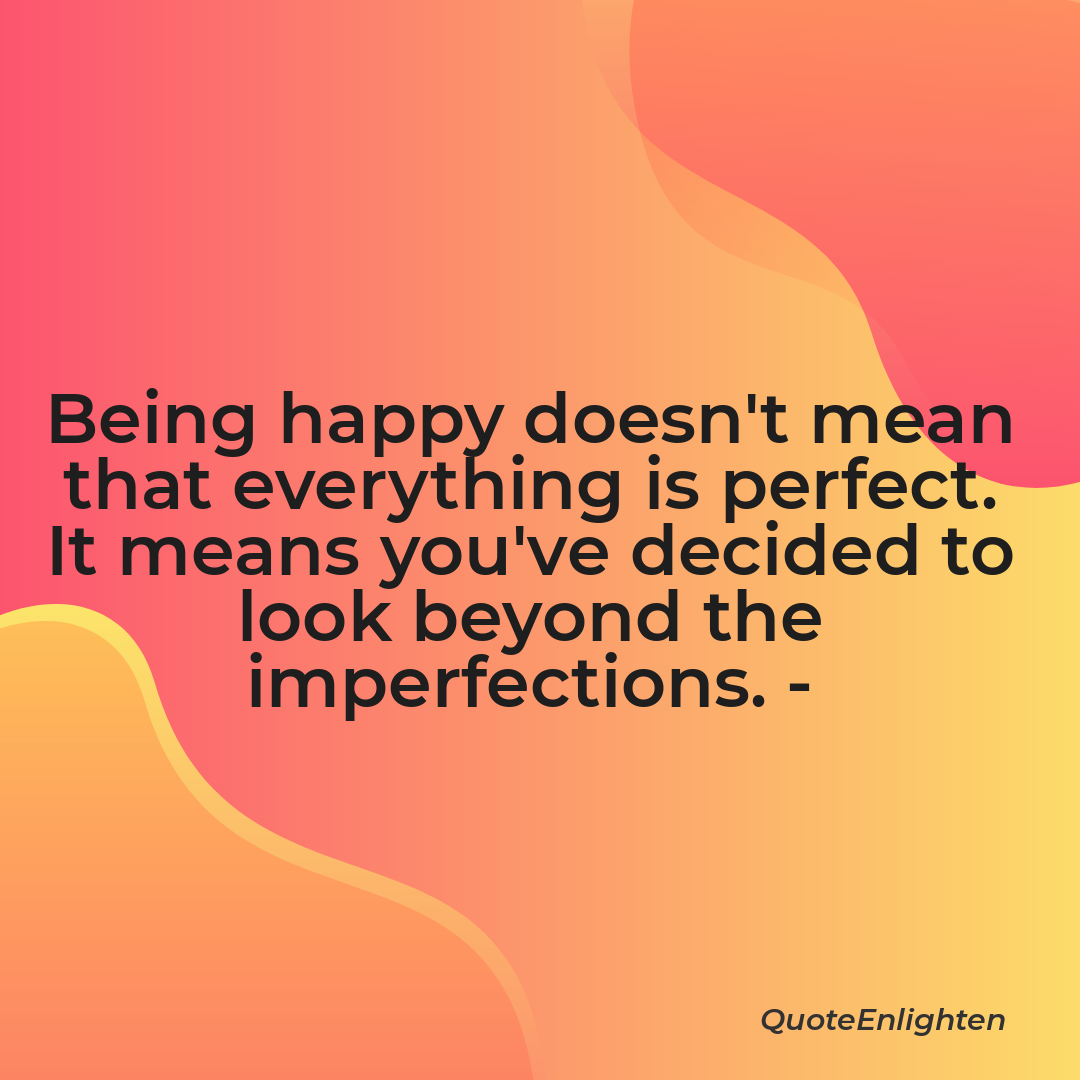 Being happy doesn't mean
that everything is perfect.
It means you've decided to
look beyond the
imperfections. -
QuoteEnlighten